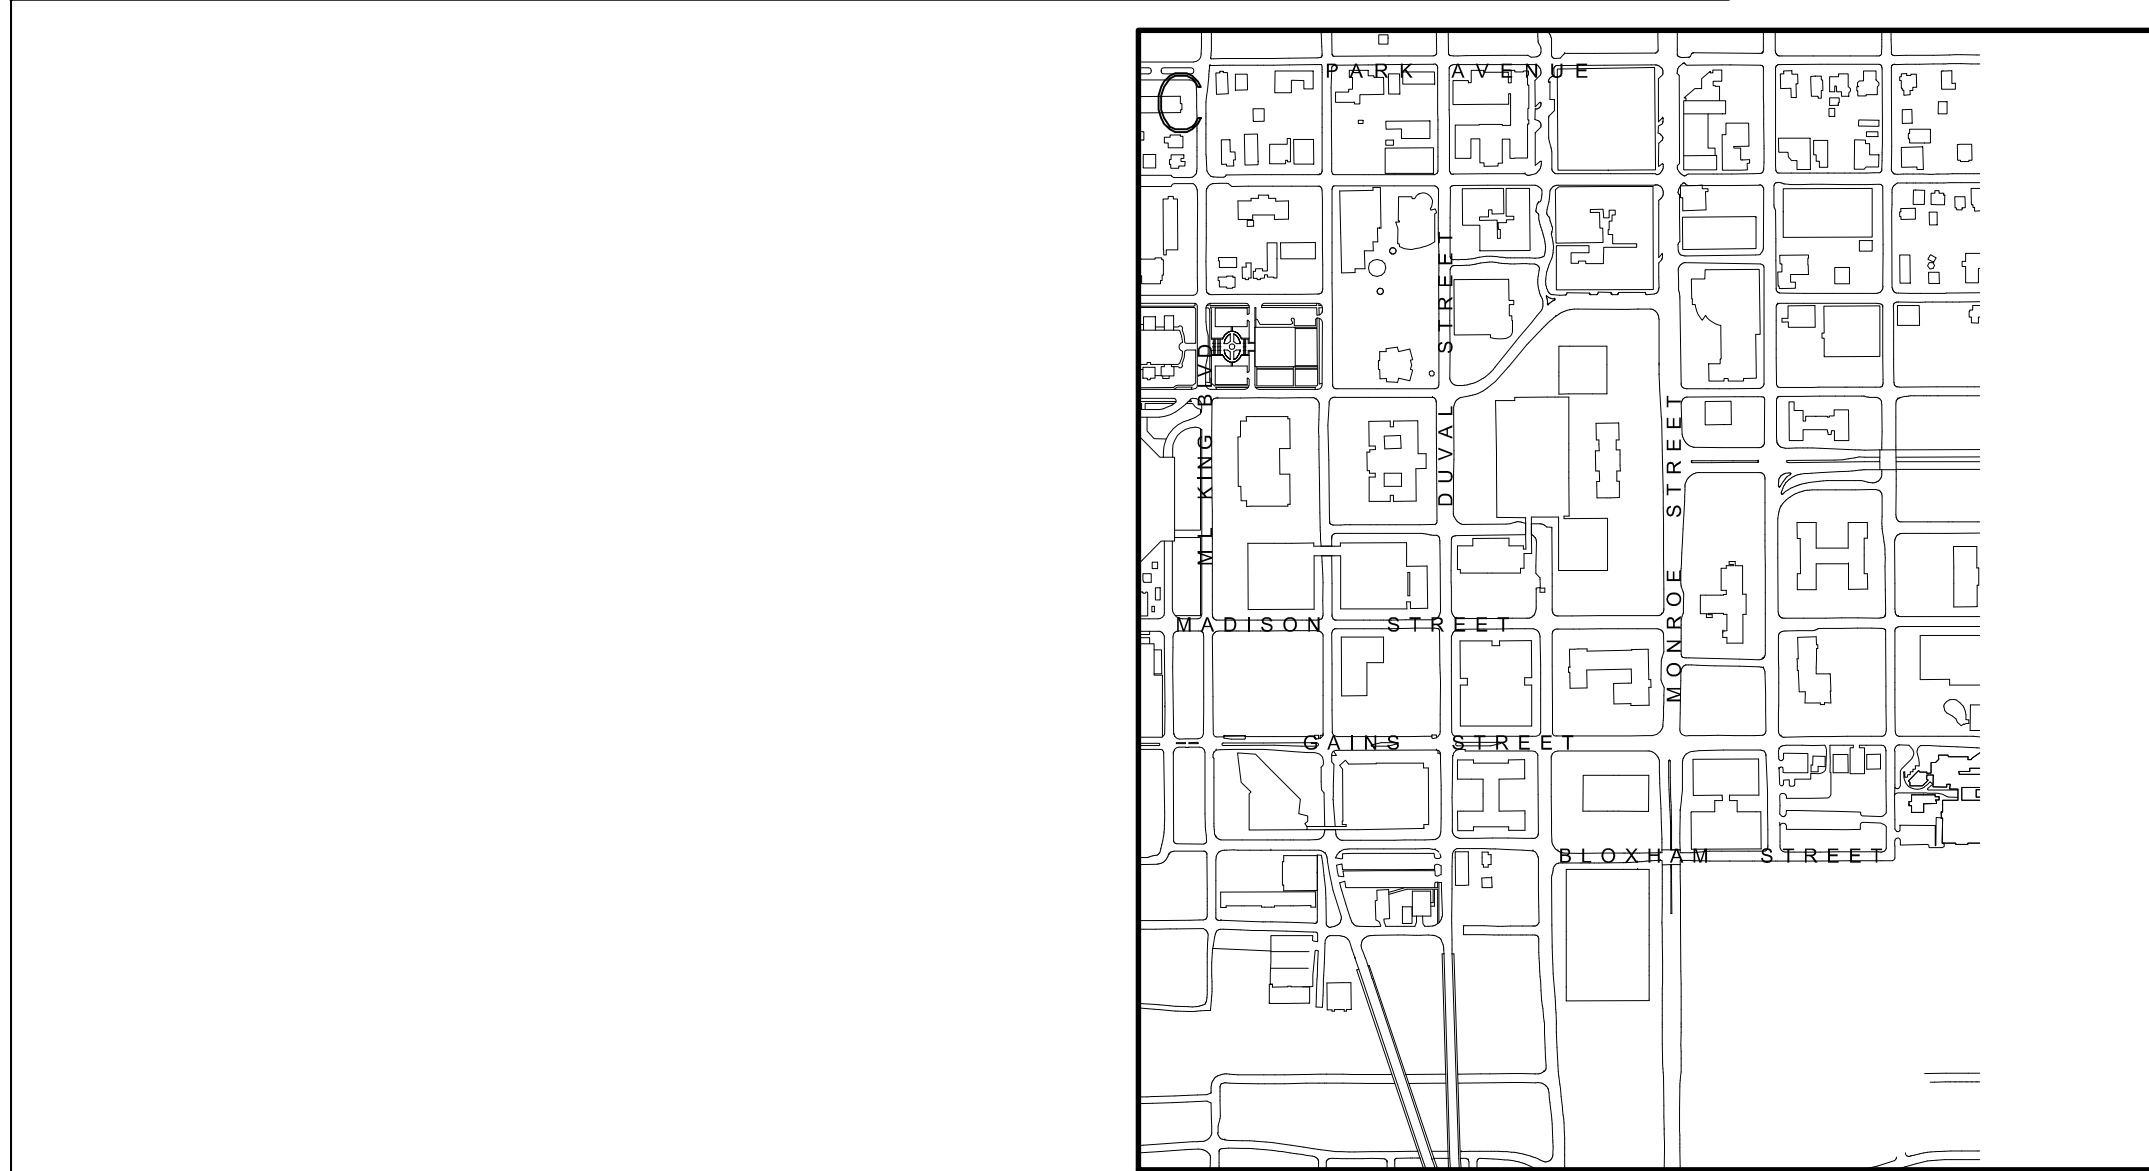 PARK AVENUE
DUVAL STREET
ML KING BLVD
MONROE STREET
MADISON STREET
GAINS STREET
BLOXHAM STREET